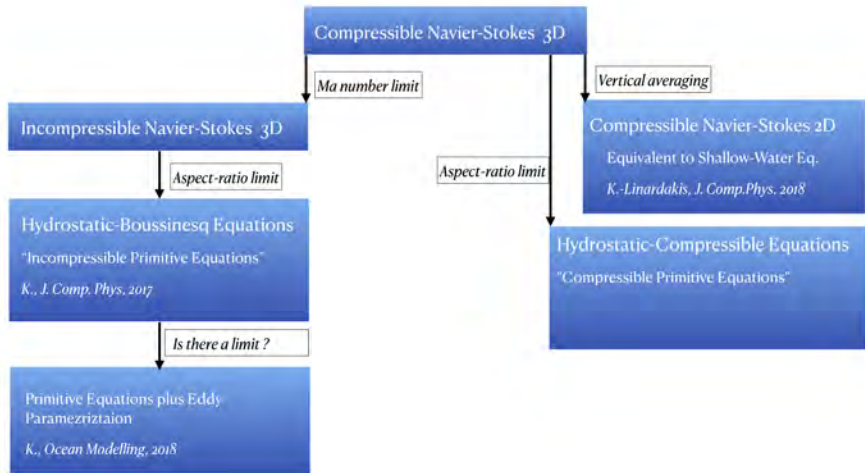 Compressible Navier-Stokes 3D
Ma number limit
Vertical averaging
Incompressible Navier-Stokes 3D
Compressible Navier-Stokes 2D
Equivalent to Shallow-Water Eq.
K.-Linardakis, J. Comp.Phys. 2018
Aspect-ratio limit
Aspect-ratio limit
Hydrostatic-Boussinesq Equations
"Incompressible Primitive Equations"
K., J. Comp. Phys. 2017
Hydrostatic-Compressible Equations
"Compressible Primitive Equations"
Is there a limit ?
Primitive Equations plus Eddy
Paramezriztaion
K., Ocean Modelling, 2018